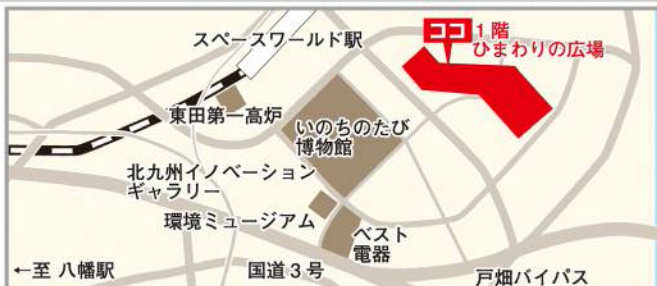 スペースワールド駅
ココ
1階
ひまわりの広場
東田第一高炉
いのちのたび
博物館
北九州イノベーション
ギャラリー
環境ミュージアム
ベスト
電器
←至 八幡駅
国道3号
戸畑バイパス